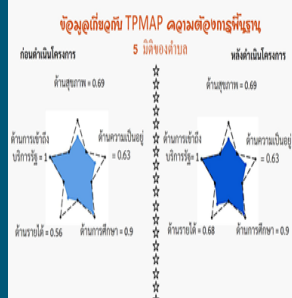 ข้อมูลเกี่ยวกับ TPMAP ความต้องการพื้นฐาน
5 มิติของตำบล
ก่อนดำเนินโครงการ
ด้านสุขภาพ = 0.69
ด้านการเข้าถึง
บริการรัฐ= 1
ด้านความเป็นอยู่
= 0.63
ด้านรายได้ = 0.56
ด้านการศึกษา = 0.9
หลังดำเนินโครงการ
ด้านสุขภาพ = 0.69
ด้านการเข้าถึง
บริการรัฐ= 1
ด้านความเป็นอยู่
= 0.63
ด้านรายได้ = 0.68
ด้านการศึกษา = 0.9